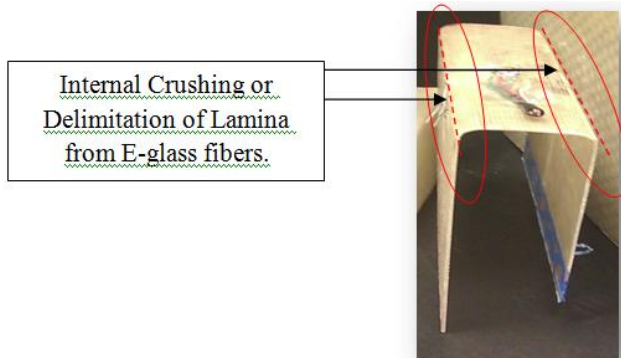 Internal Crushing or
Delimitation of Lamina
from E-glass fibers.